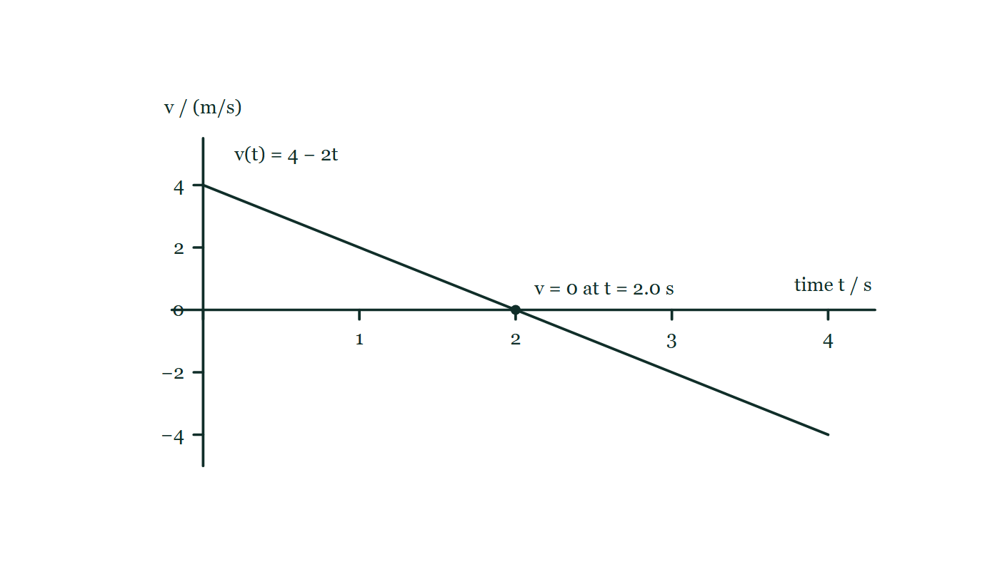 v / (m/s)
v(t) = 4 − 2t
4
2
v = 0 at t = 2.0 s
time t / s
0
1
2
3
4
−2
−4